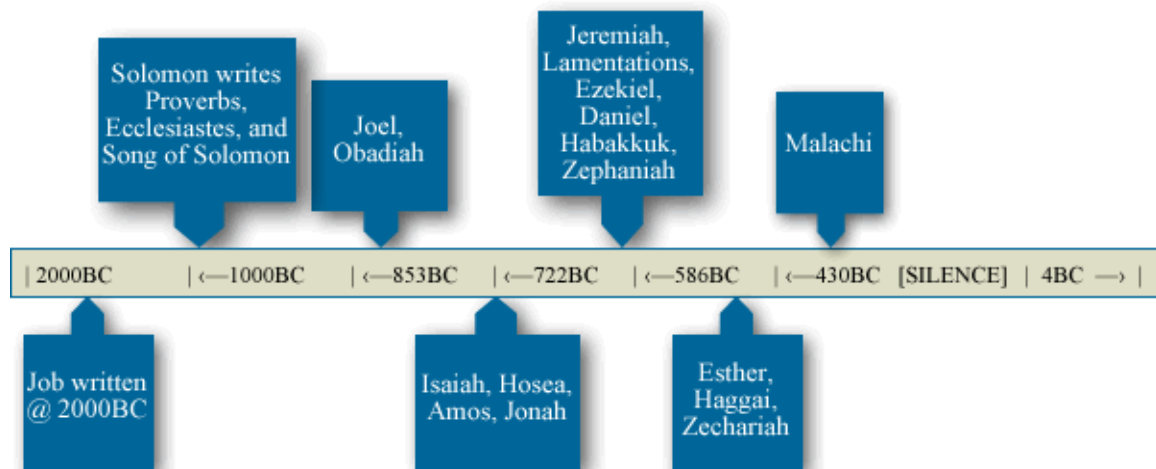 Solomon writes
Proverbs,
Ecclesiastes, and
Song of Solomon
Joel,
Obadiah
Jeremiah,
Lamentations,
Ezekiel,
Daniel,
Habakkuk,
Zephaniah
Malachi
| 2000BC | ‹—1000BC | ‹—853BC | ‹—722BC | ‹—586BC | ‹—430BC [SILENCE] | 4BC —› |
Job written
@ 2000BC
Isaiah, Hosea,
Amos, Jonah
Esther,
Haggai,
Zechariah